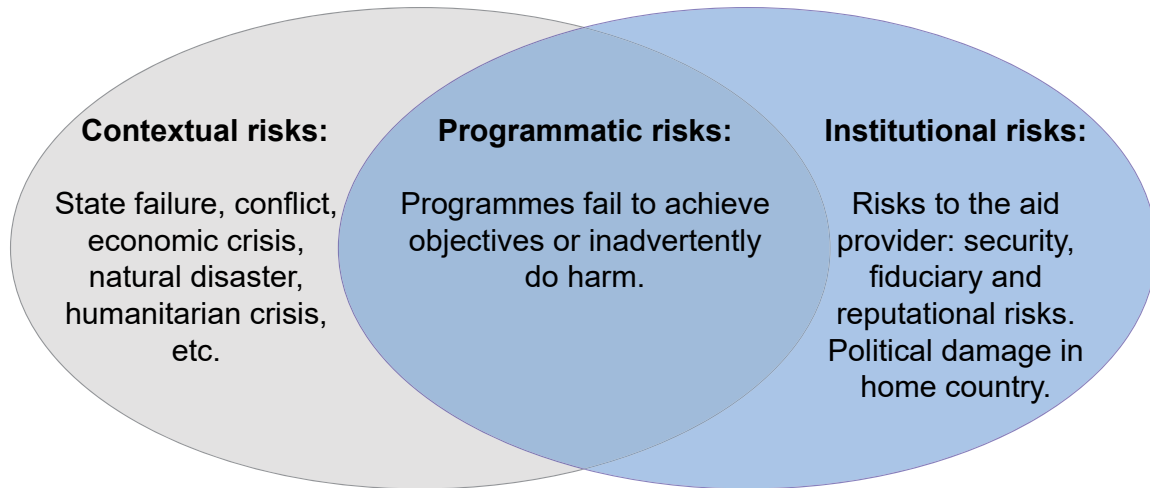 Contextual risks:
State failure, conflict,
economic crisis,
natural disaster,
humanitarian crisis,
etc.
Programmatic risks:
Programmes fail to achieve
objectives or inadvertently
do harm.
Institutional risks:
Risks to the aid
provider: security,
fiduciary and
reputational risks.
Political damage in
home country.